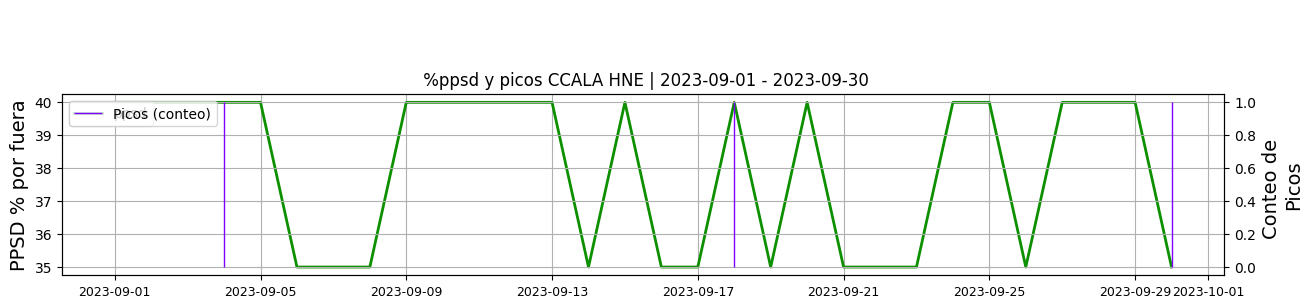 %ppsd y picos CCALA HNE | 2023-09-01 - 2023-09-30
Picos (conteo)
PPSD % por fuera
40
39
38
37
36
35
1.0
0.8
0.6
0.4
0.2
0.0
Conteo de
Picos
2023-09-01 2023-09-05 2023-09-09 2023-09-13 2023-09-17 2023-09-21 2023-09-25 2023-09-29 2023-10-01